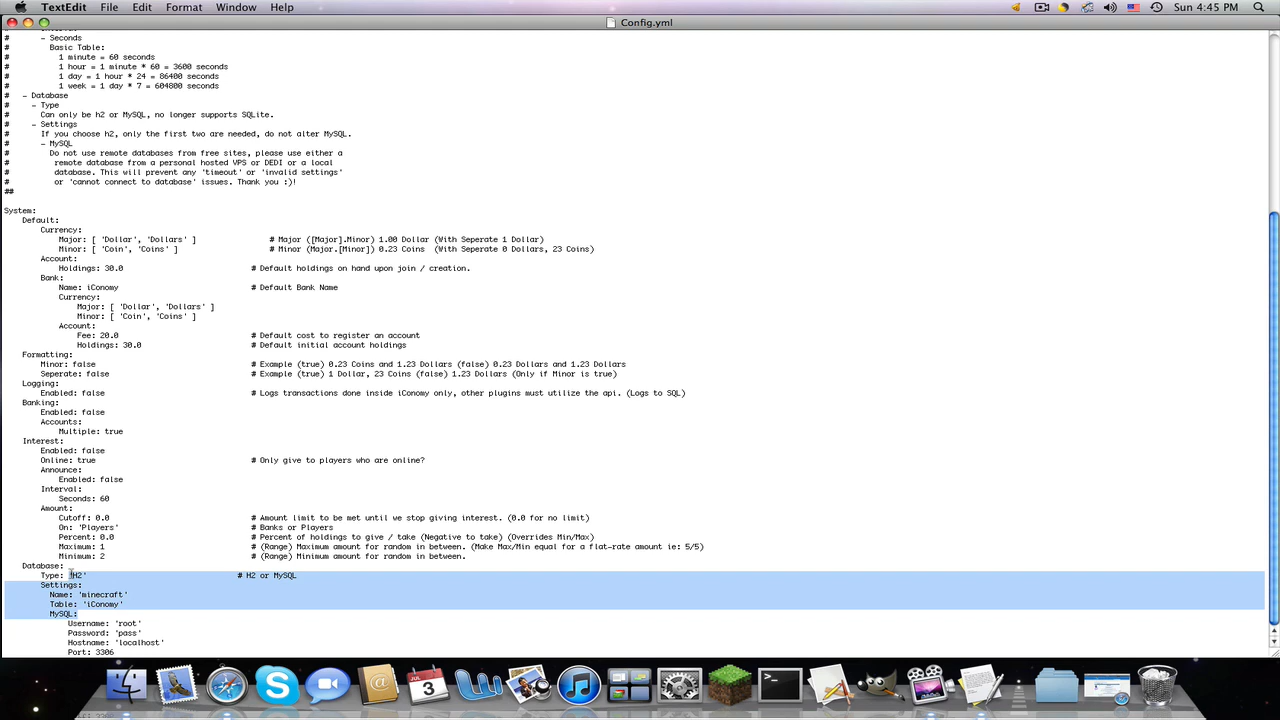 TextEdit File Edit Format Window Help Sun 4:45 PM
Config.yml
# - Seconds
# Basic Table:
# 1 minute = 60 seconds
# 1 hour = 1 minute * 60 = 3600 seconds
# 1 day = 1 hour * 24 = 86400 seconds
# 1 week = 1 day * 7 = 604800 seconds
# - Database
# - Type
# Can only be h2 or MySQL, no longer supports SQLite.
# - Settings
# If you choose h2, only the first two are needed, do not alter MySQL.
# - MySQL
# Do not use remote databases from free sites, please use either a
# remote database from a personal hosted VPS or DEDI or a local
# database. This will prevent any 'timeout' or 'invalid settings'
# or 'cannot connect to database' issues. Thank you :)!
##
System:
Default:
Currency:
Major: [ 'Dollar', 'Dollars' ] # Major ([Major].Minor) 1.00 Dollar (With Seperate 1 Dollar)
Minor: [ 'Coin', 'Coins' ] # Minor (Major.[Minor]) 0.23 Coins (With Seperate 0 Dollars, 23 Coins)
Account:
Holdings: 30.0 # Default holdings on hand upon join / creation.
Bank:
Name: iConomy # Default Bank Name
Currency:
Major: [ 'Dollar', 'Dollars' ]
Minor: [ 'Coin', 'Coins' ]
Account:
Fee: 20.0 # Default cost to register an account
Holdings: 30.0 # Default initial account holdings
Formatting:
Minor: false # Example (true) 0.23 Coins and 1.23 Dollars (false) 0.23 Dollars and 1.23 Dollars
Seperate: false # Example (true) 1 Dollar, 23 Coins (false) 1.23 Dollars (Only if Minor is true)
Logging:
Enabled: false # Logs transactions done inside iConomy only, other plugins must utilize the api. (Logs to SQL)
Banking:
Enabled: false
Accounts:
Multiple: true
Interest:
Enabled: false
Online: true # Only give to players who are online?
Announce:
Enabled: false
Interval:
Seconds: 60
Amount:
Cutoff: 0.0 # Amount limit to be met until we stop giving interest. (0.0 for no limit)
On: 'Players' # Banks or Players
Percent: 0.0 # Percent of holdings to give / take (Negative to take) (Overrides Min/Max)
Maximum: 1 # (Range) Maximum amount for random in between. (Make Max/Min equal for a flat-rate amount ie: 5/5)
Minimum: 2 # (Range) Minimum amount for random in between.
Database:
Type: 'H2' # H2 or MySQL
Settings:
Name: 'minecraft'
Table: 'iConomy'
MySQL:
Username: 'root'
Password: 'pass'
Hostname: 'localhost'
Port: 3306
JUL
3